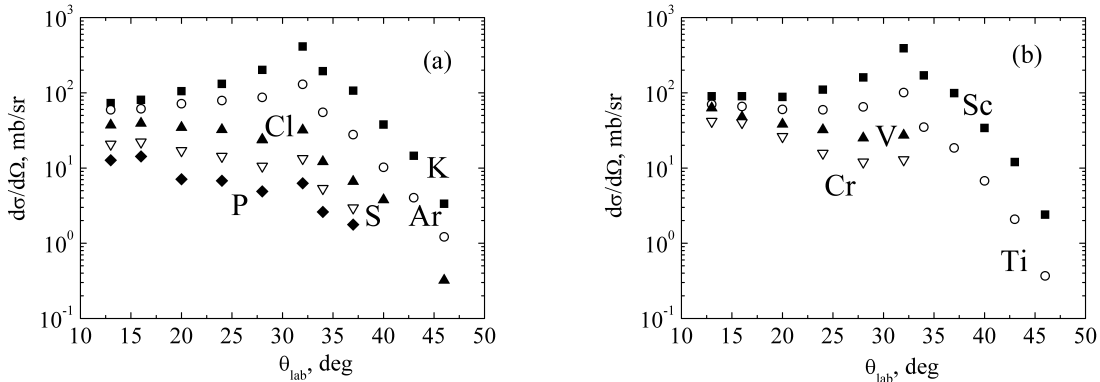 (a)
dσ/dΩ, mb/sr
10³
10²
10¹
10⁰
10⁻¹
Cl
K
P
S
Ar
10 15 20 25 30 35 40 45 50
θlab, deg
(b)
dσ/dΩ, mb/sr
10³
10²
10¹
10⁰
10⁻¹
Sc
V
Cr
Ti
10 15 20 25 30 35 40 45 50
θlab, deg